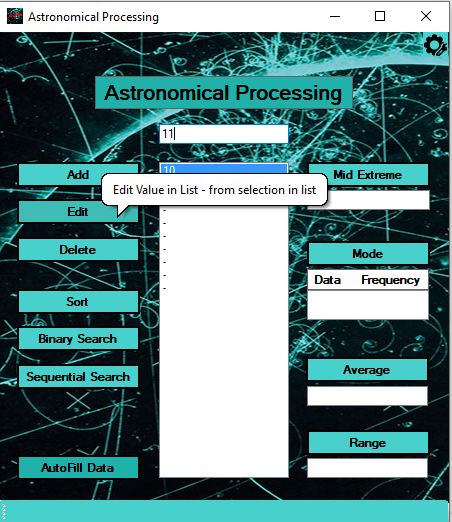 Astronomical Processing
Astronomical Processing
11
Add
10
Mid Extreme
Edit Value in List - from selection in list
Edit
-
-
-
-
-
-
-
Delete
Mode
Data Frequency
Sort
Binary Search
Sequential Search
Average
Range
AutoFill Data